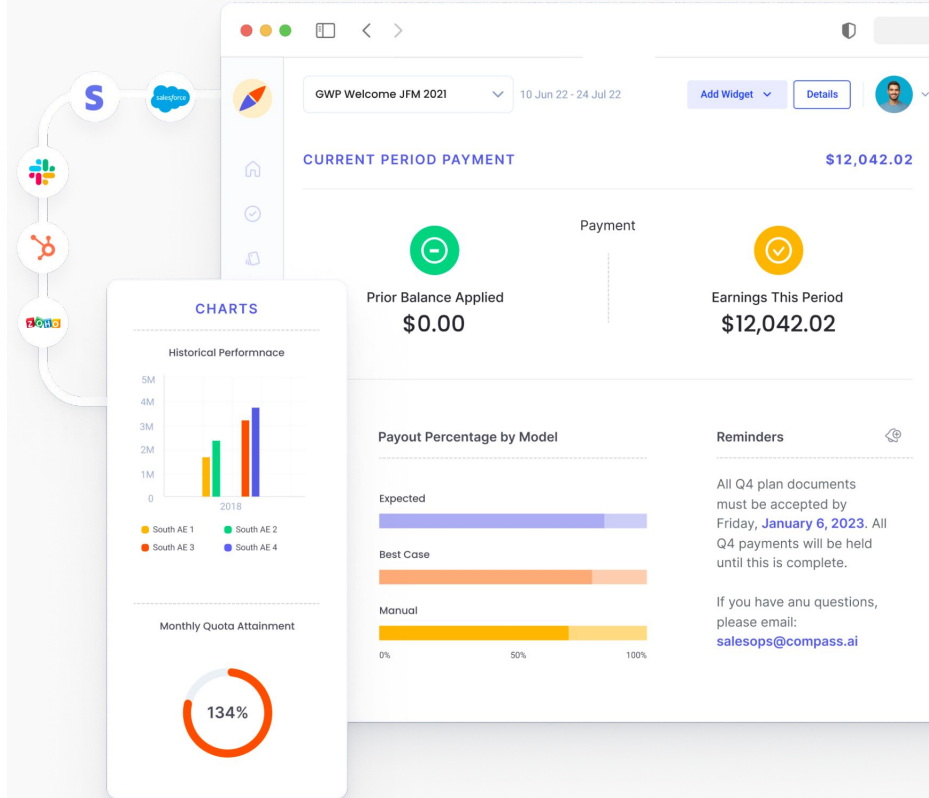 S
salesforce
ZOHO
GWP Welcome JFM 2021
10 Jun 22 - 24 Jul 22
Add Widget
Details
CURRENT PERIOD PAYMENT
$12,042.02
Payment
Prior Balance Applied
$0.00
Earnings This Period
$12,042.02
CHARTS
Historical Performnace
5M
4M
3M
2M
1M
0
2018
South AE 1
South AE 2
South AE 3
South AE 4
Monthly Quota Attainment
134%
Payout Percentage by Model
Expected
Best Case
Manual
0%
50%
100%
Reminders
All Q4 plan documents
must be accepted by
Friday, January 6, 2023. All
Q4 payments will be held
until this is complete.
If you have anu questions,
please email:
salesops@compass.ai